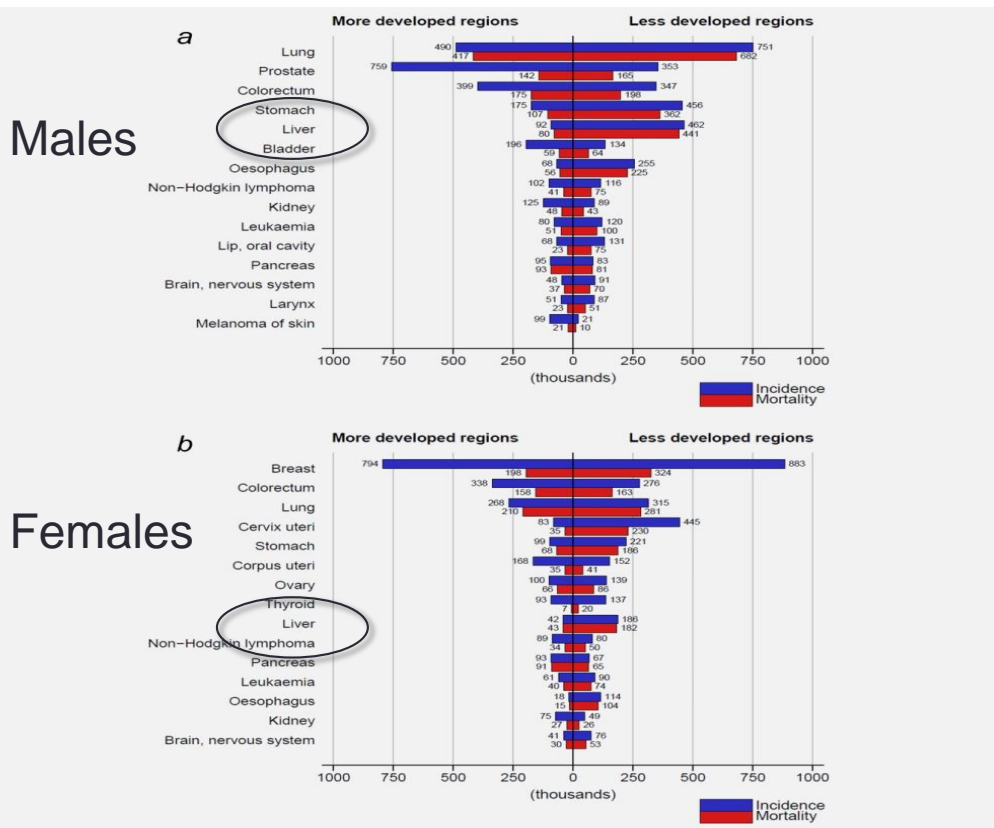 More developed regions Less developed regions
a
Males
Lung 490 417 751 682
Prostate 759 142 353 165
Colorectum 399 175 347 198
Stomach 175 107 456 362
Liver 92 80 462 441
Bladder 196 59 134 64
Oesophagus 68 56 255 225
Non-Hodgkin lymphoma 102 41 116 75
Kidney 125 48 89 43
Leukaemia 80 51 120 100
Lip, oral cavity 68 23 131 75
Pancreas 95 93 83 81
Brain, nervous system 48 37 91 70
Larynx 51 23 87 51
Melanoma of skin 99 21 21 10
1000 750 500 250 0 250 500 750 1000
(thousands)
Incidence
Mortality
More developed regions Less developed regions
b
Females
Breast 794 198 883 324
Colorectum 338 158 276 163
Lung 268 210 315 281
Cervix uteri 83 35 445 230
Stomach 99 68 221 186
Corpus uteri 168 35 152 41
Ovary 100 66 139 86
Thyroid 93 7 137 20
Liver 42 43 186 182
Non-Hodgkin lymphoma 89 34 80 50
Pancreas 93 91 67 65
Leukaemia 61 40 90 74
Oesophagus 18 15 114 104
Kidney 75 27 49 26
Brain, nervous system 41 30 76 53
1000 750 500 250 0 250 500 750 1000
(thousands)
Incidence
Mortality